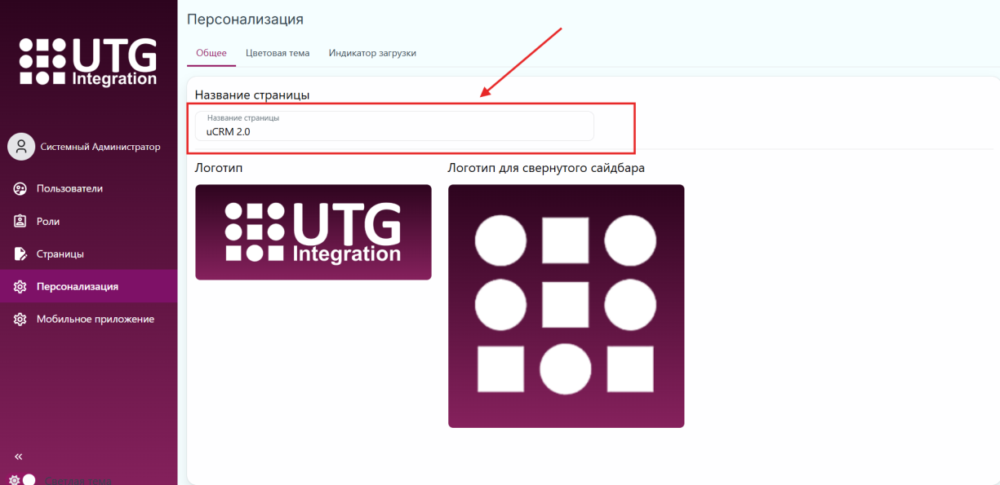 UTG
Integration
Системный Администратор
Пользователи
Роли
Страницы
Персонализация
Мобильное приложение
«
Персонализация
Общее Цветовая тема Индикатор загрузки
Название страницы
Название страницы
uCRM 2.0
Логотип Логотип для свернутого сайдбара
UTG
Integration